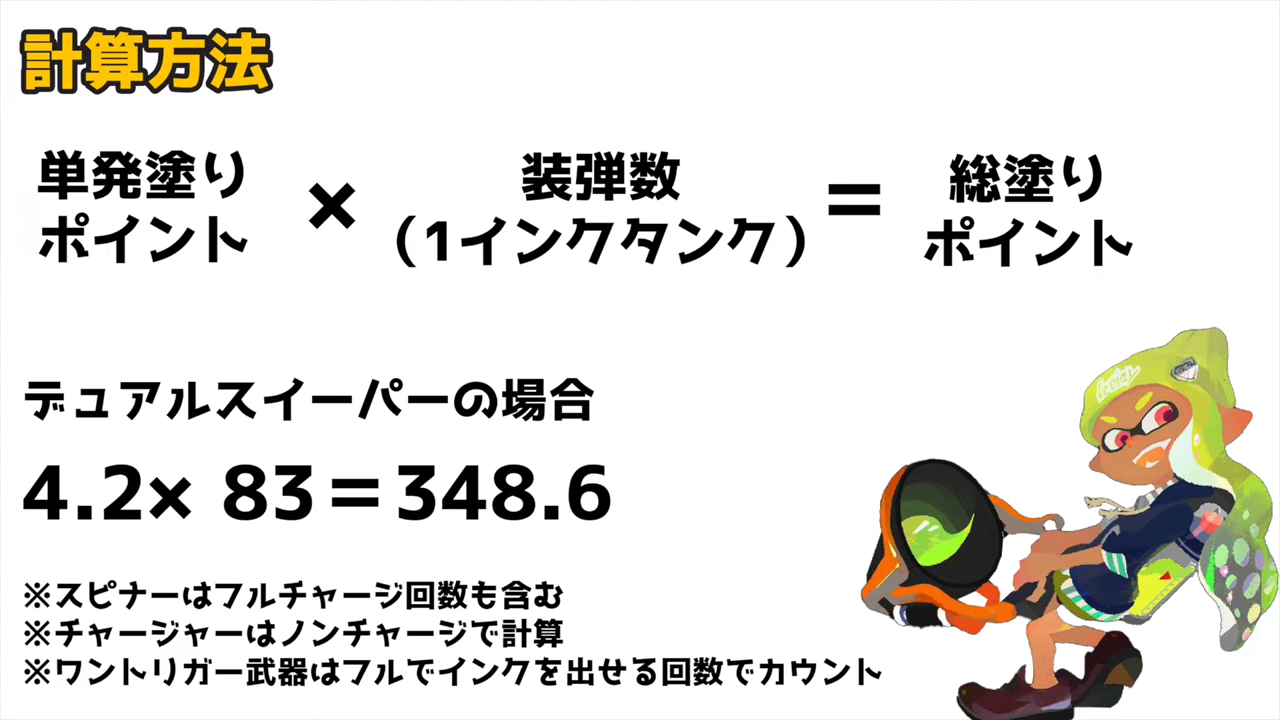 計算方法
単発塗り
ポイント
×
装弾数
（1インクタンク）
＝
総塗り
ポイント
デュアルスイーパーの場合
4.2× 83＝348.6
※スピナーはフルチャージ回数も含む
※チャージャーはノンチャージで計算
※ワントリガー武器はフルでインクを出せる回数でカウント